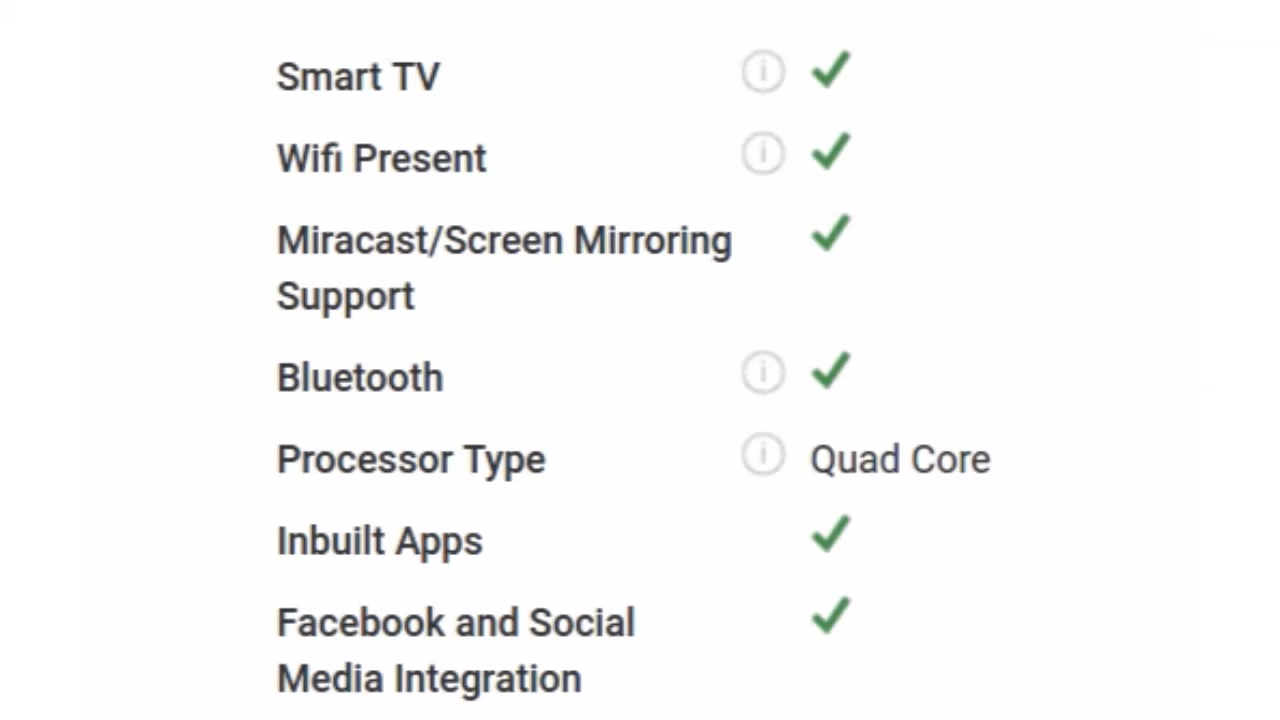 Smart TV
Wifi Present
Miracast/Screen Mirroring
Support
Bluetooth
Processor Type Quad Core
Inbuilt Apps
Facebook and Social
Media Integration